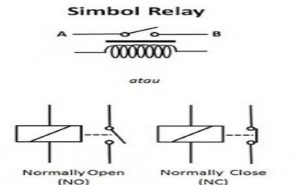 Simbol Relay
A B
atau
Normally Open Normally Close
(NO) (NC)